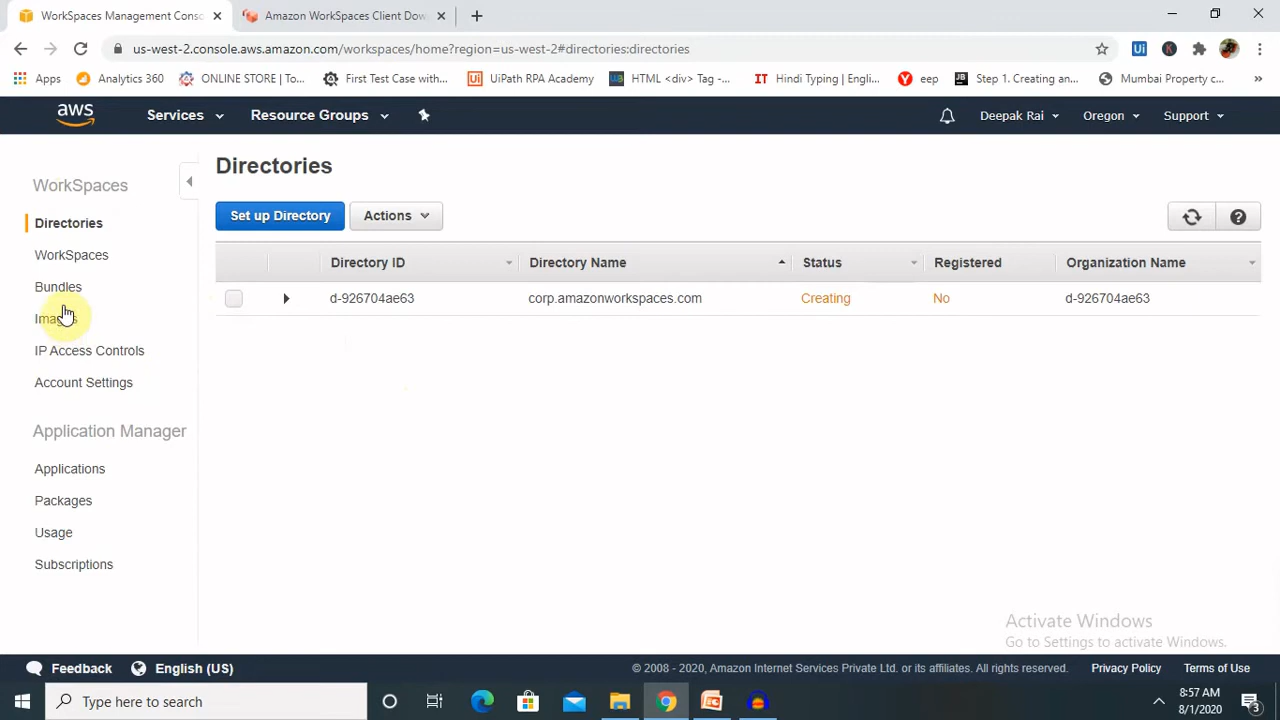 WorkSpaces Management Conso
Amazon WorkSpaces Client Dow
us-west-2.console.aws.amazon.com/workspaces/home?region=us-west-2#directories:directories
Apps
Analytics 360
ONLINE STORE | To...
First Test Case with...
UiPath RPA Academy
HTML <div> Tag -...
Hindi Typing | Engli...
eep
Step 1. Creating an...
Mumbai Property c...
aws
Services
Resource Groups
Deepak Rai
Oregon
Support
WorkSpaces
Directories
WorkSpaces
Bundles
Images
IP Access Controls
Account Settings
Application Manager
Applications
Packages
Usage
Subscriptions
Directories
Set up Directory
Actions
Directory ID
Directory Name
Status
Registered
Organization Name
d-926704ae63
corp.amazonworkspaces.com
Creating
No
d-926704ae63
Activate Windows
Go to Settings to activate Windows.
Feedback
English (US)
© 2008 - 2020, Amazon Internet Services Private Ltd. or its affiliates. All rights reserved.
Privacy Policy
Terms of Use
Type here to search
8:57 AM
8/1/2020
3